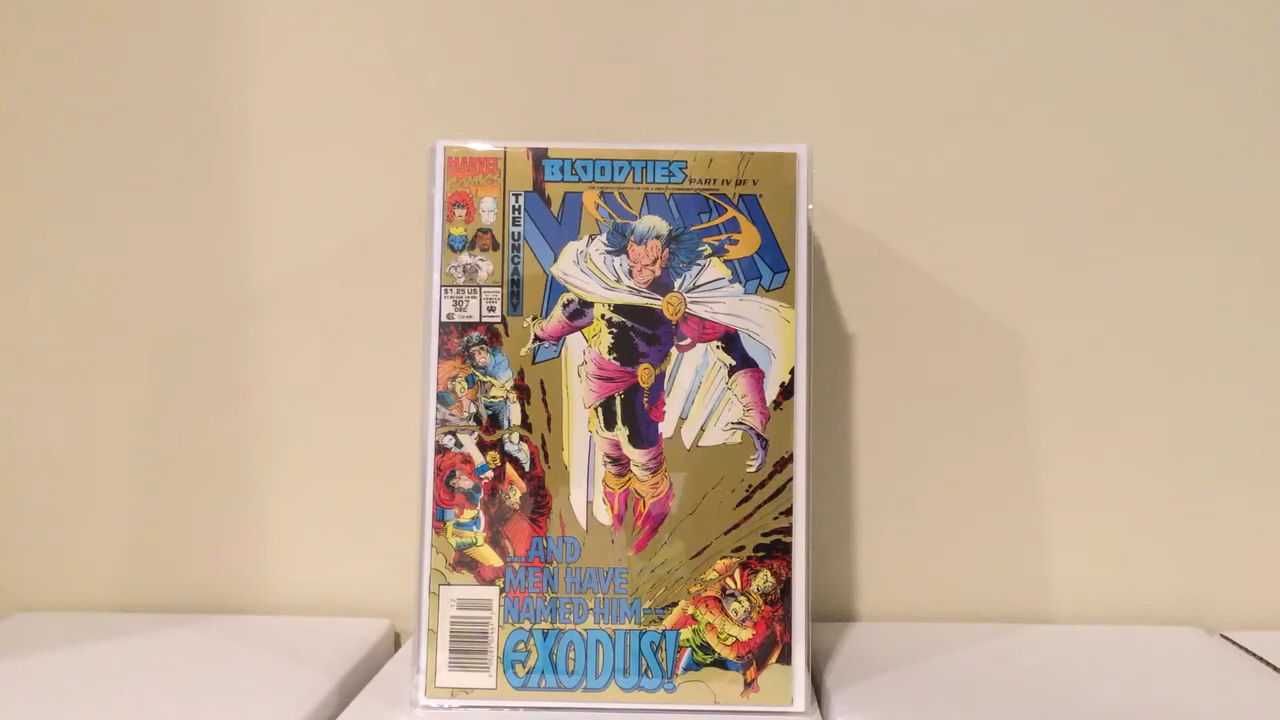 MARVEL
COMICS
BLOODTIES
PART IV OF V
THE UNCANNY
X-MEN
$1.25 US
307
DEC
...AND
MEN HAVE
NAMED HIM--
EXODUS!